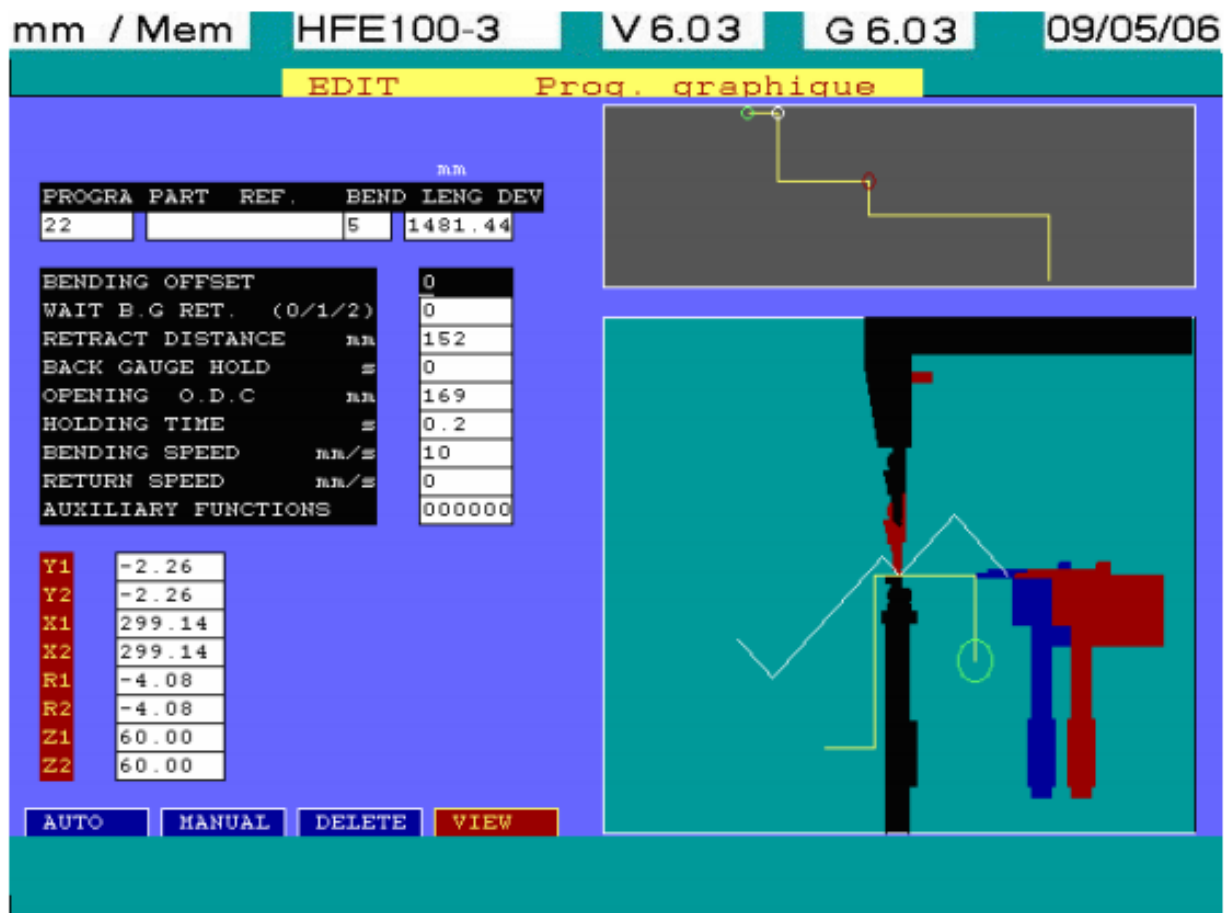 mm / Mem HFE100-3 V 6.03 G 6.03 09/05/06
EDIT Prog. graphique
mm
PROGRA PART REF. BEND LENG DEV
22 5 1481.44
BENDING OFFSET 0
WAIT B.G RET. (0/1/2) 0
RETRACT DISTANCE mm 152
BACK GAUGE HOLD s 0
OPENING O.D.C mm 169
HOLDING TIME s 0.2
BENDING SPEED mm/s 10
RETURN SPEED mm/s 0
AUXILIARY FUNCTIONS 000000
Y1 -2.26
Y2 -2.26
X1 299.14
X2 299.14
R1 -4.08
R2 -4.08
Z1 60.00
Z2 60.00
AUTO MANUAL DELETE VIEW